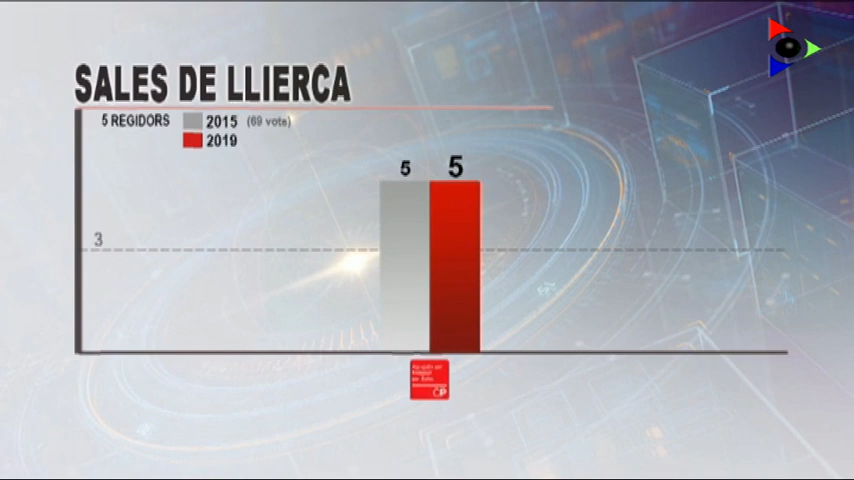 SALES DE LLIERCA
5 REGIDORS
2015 (69 vots)
2019
5
5
3
CP